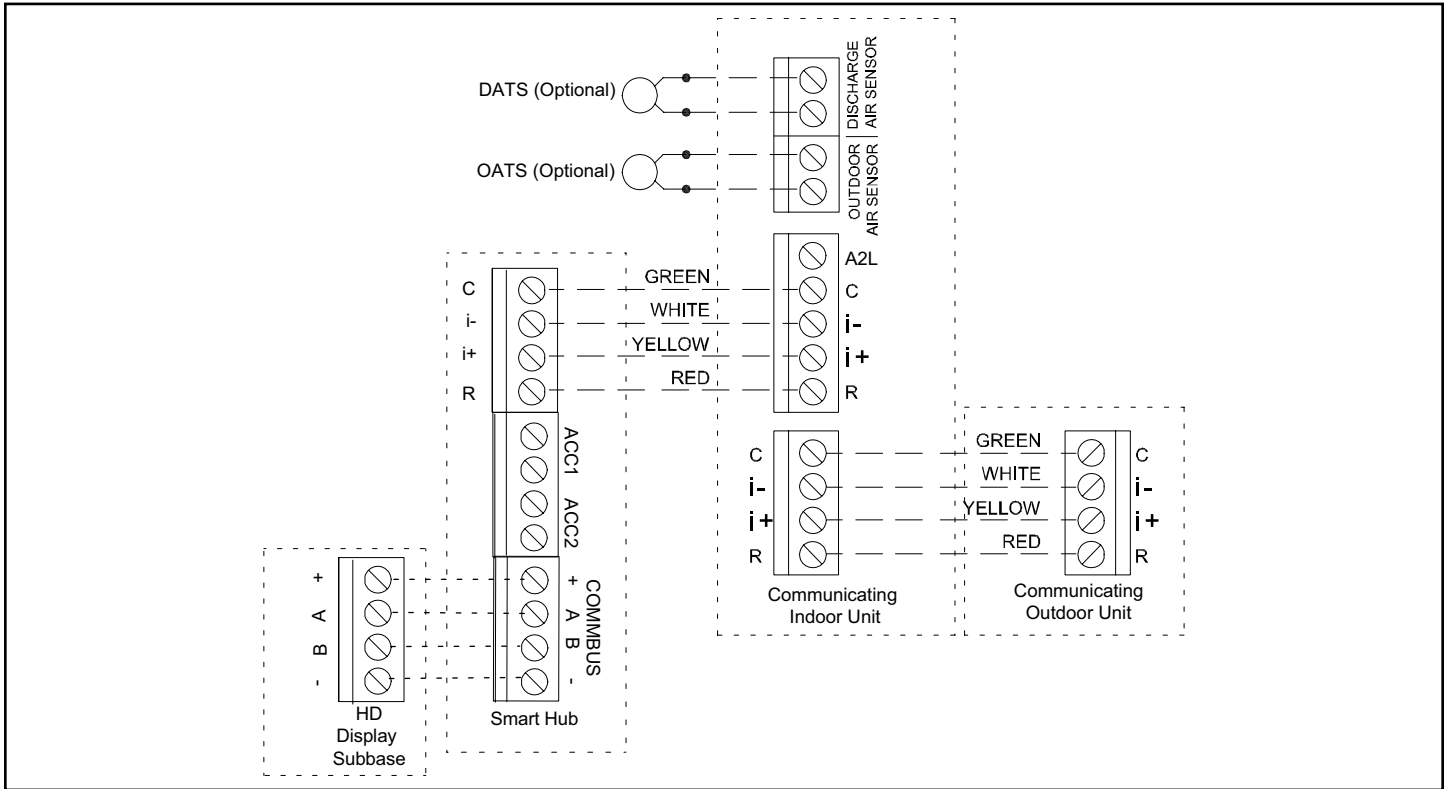 DATS (Optional)
DISCHARGE
AIR SENSOR
OATS (Optional)
OUTDOOR
AIR SENSOR
A2L
C
GREEN
C
i-
WHITE
i-
i+
YELLOW
i+
R
RED
R
ACC1
ACC2
C
GREEN
C
i-
WHITE
i-
i+
YELLOW
i+
R
RED
R
Communicating
Indoor Unit
Communicating
Outdoor Unit
+
A
B
-
+
A
B
-
COMMBUS
HD
Display
Subbase
Smart Hub